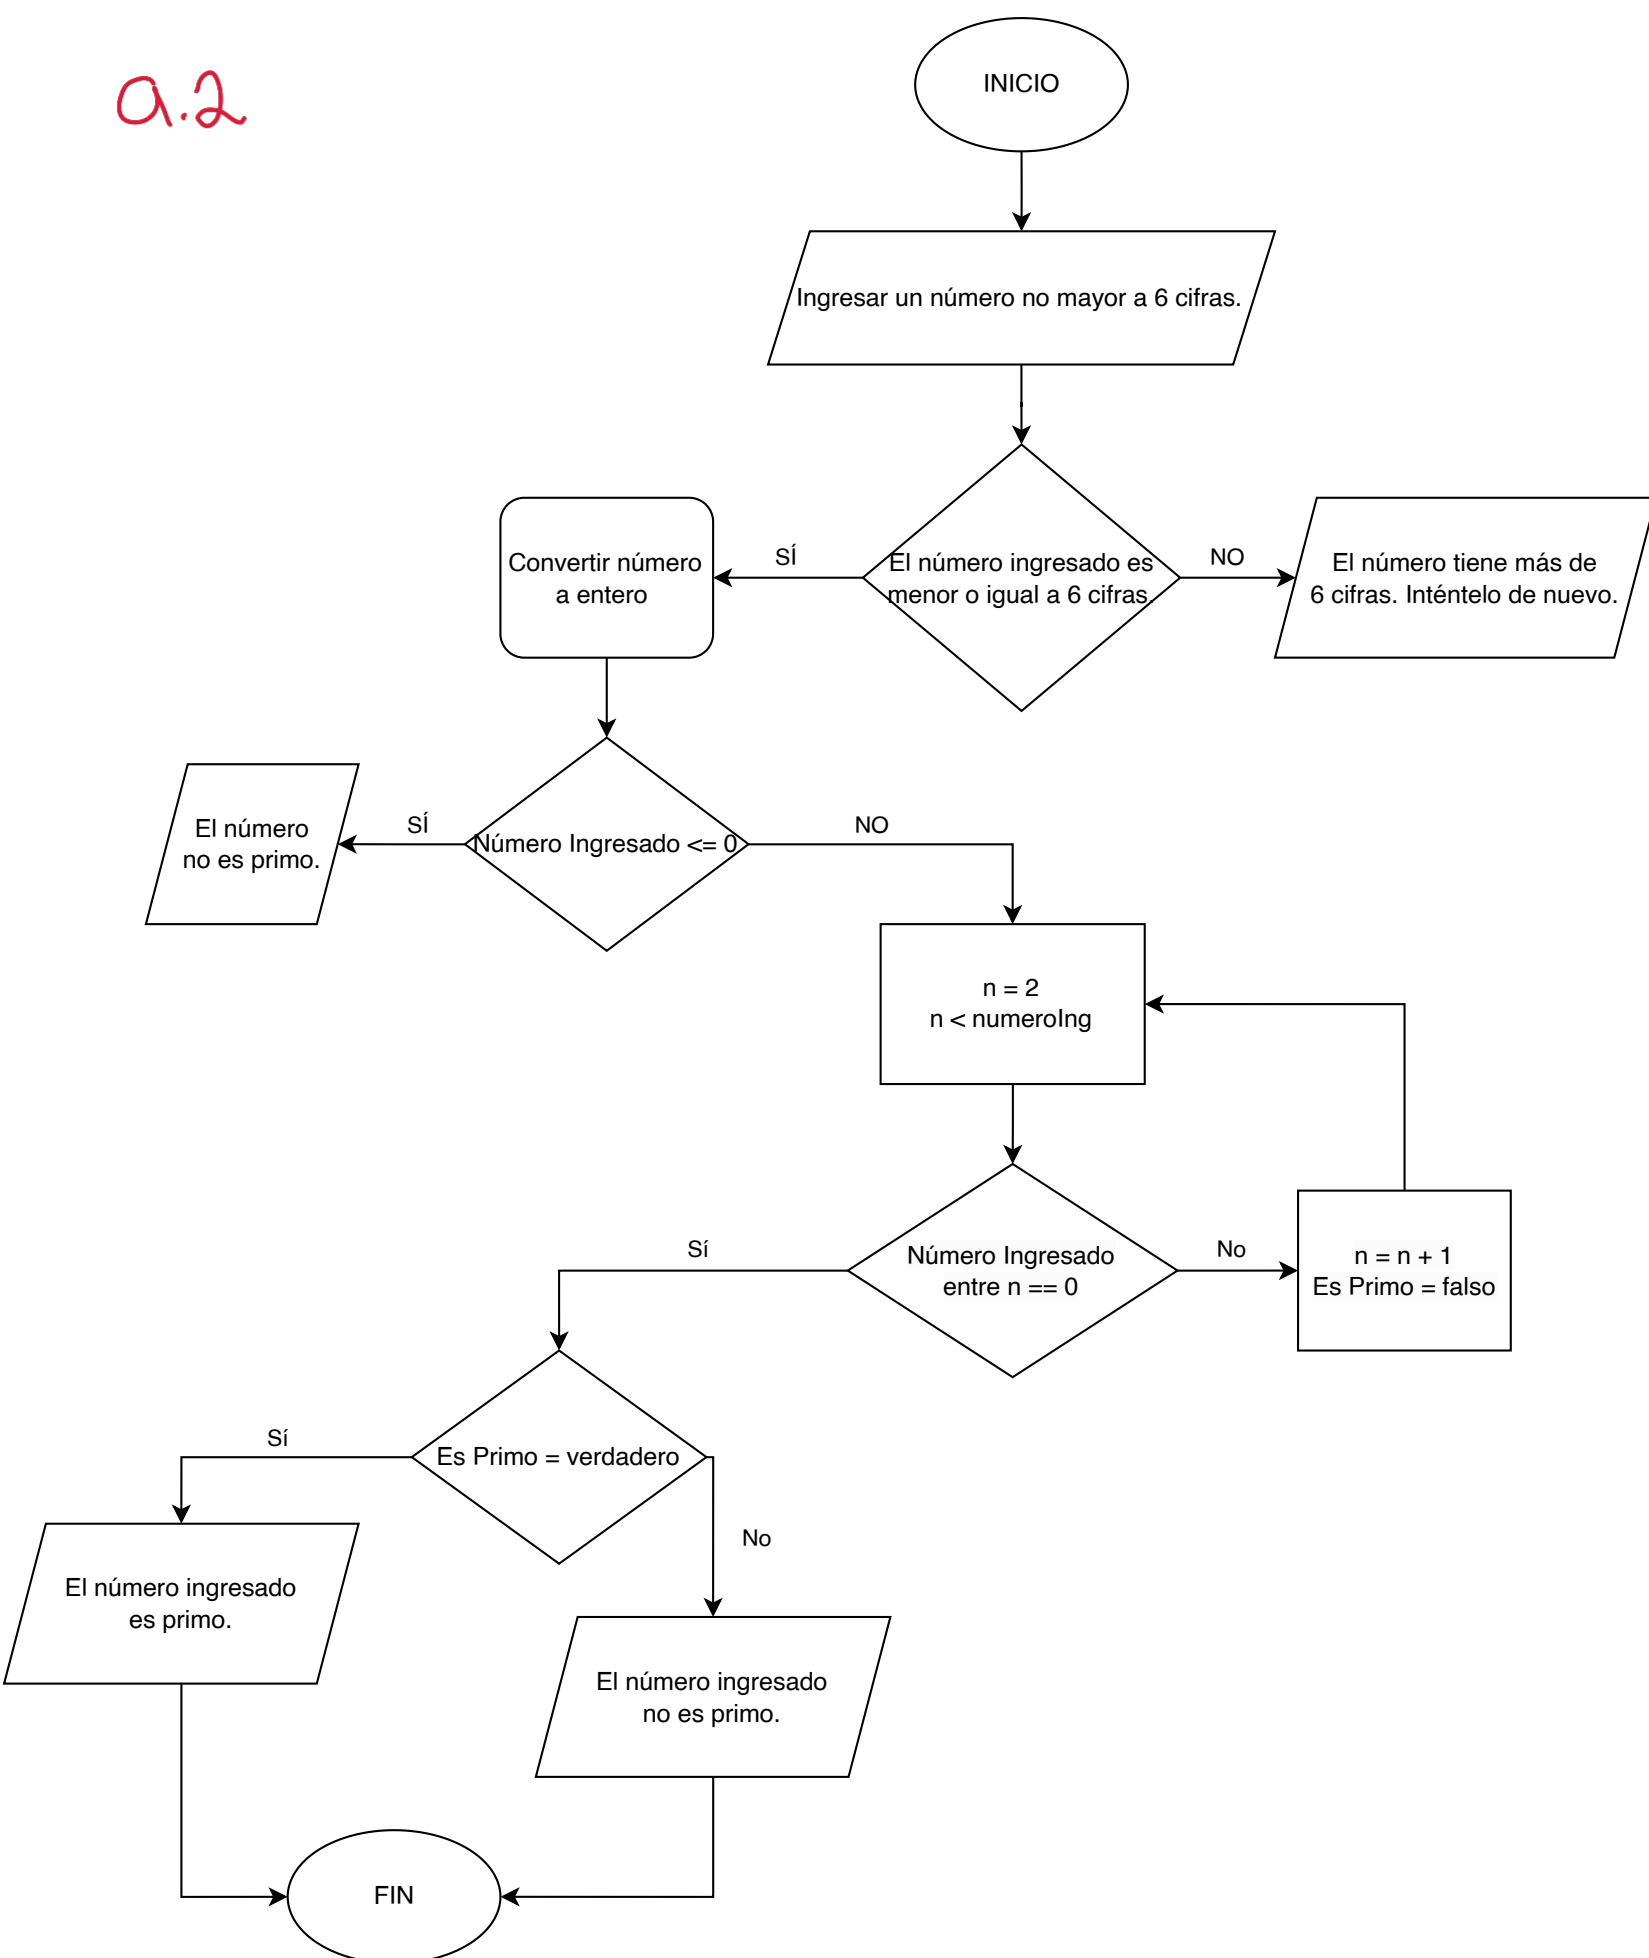 a.2
INICIO
Ingresar un número no mayor a 6 cifras.
El número ingresado es
menor o igual a 6 cifras.
SÍ
NO
Convertir número
a entero
El número tiene más de
6 cifras. Inténtelo de nuevo.
Número Ingresado <= 0
SÍ
NO
El número
no es primo.
n = 2
n < numeroIng
Número Ingresado
entre n == 0
Sí
No
n = n + 1
Es Primo = falso
Es Primo = verdadero
Sí
No
El número ingresado
es primo.
El número ingresado
no es primo.
FIN